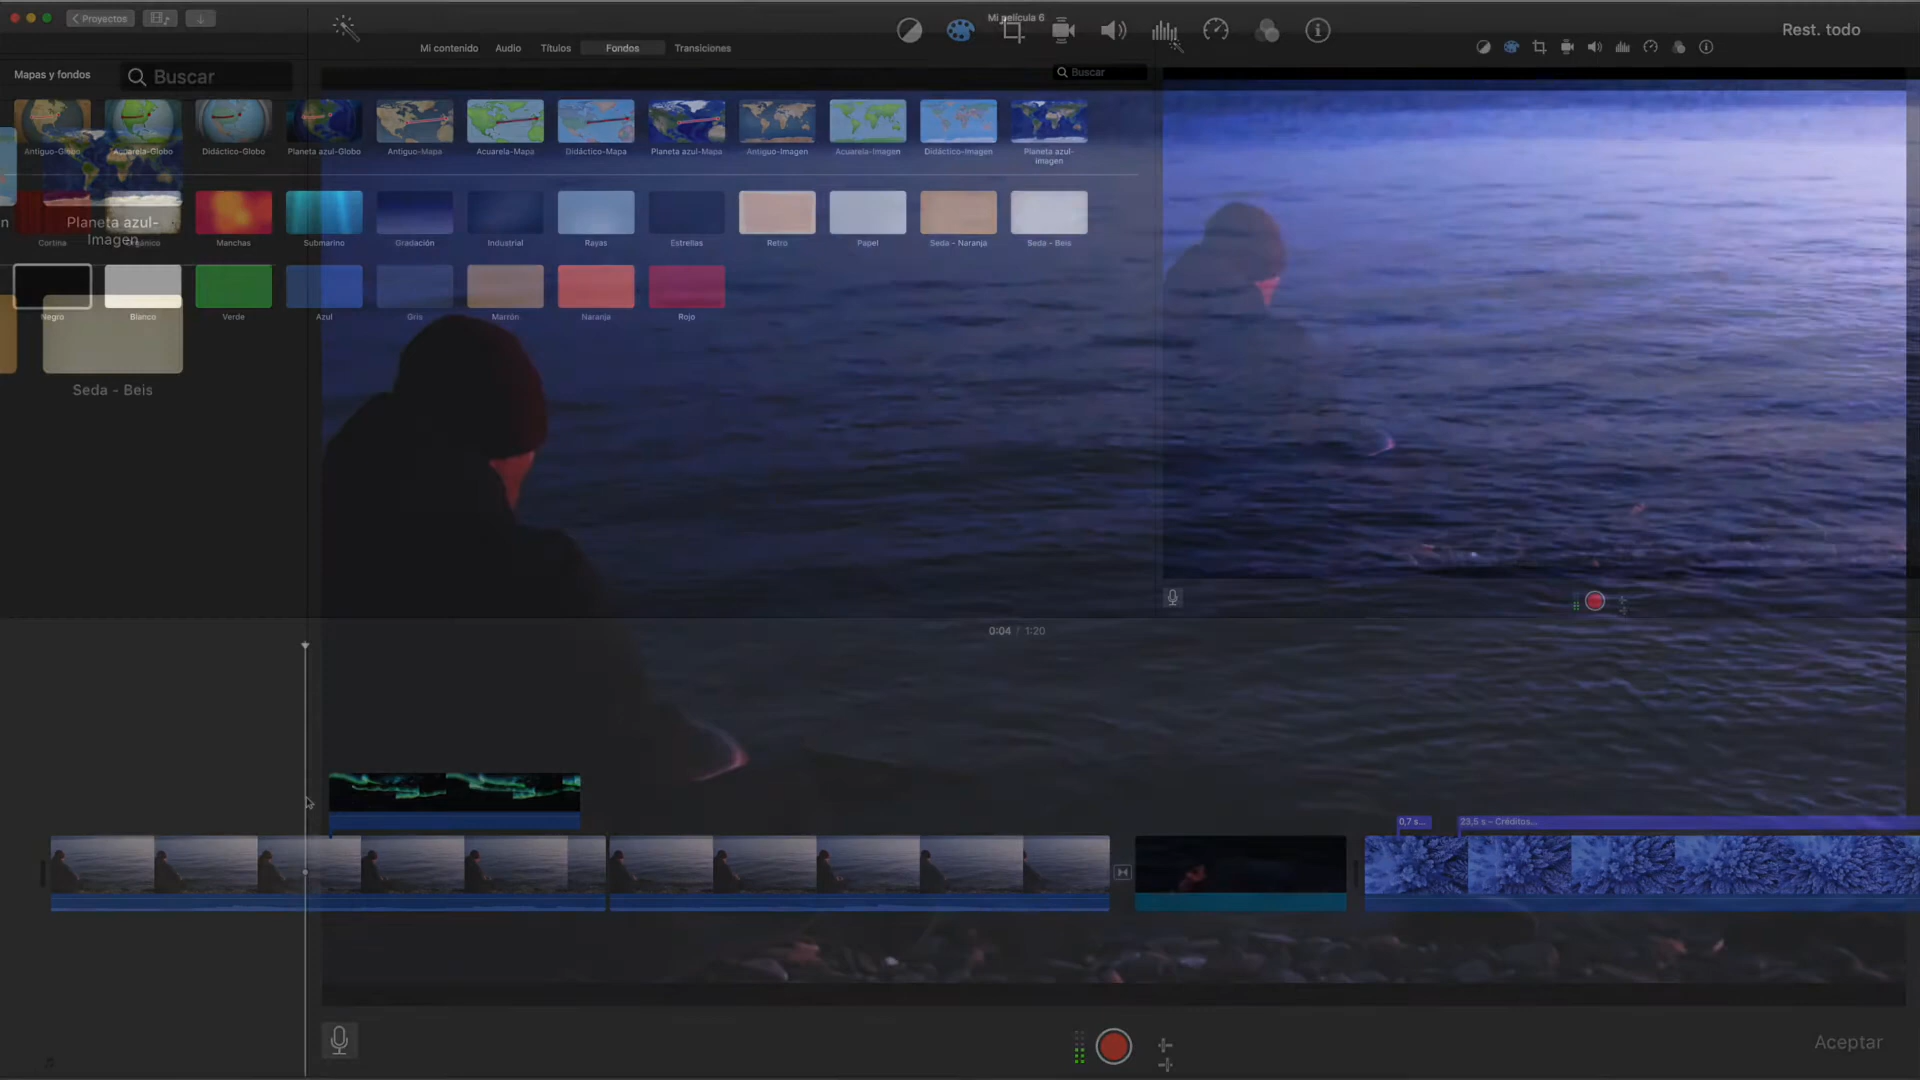 Proyectos
Mi película 6
Rest. todo
Mi contenido
Audio
Títulos
Fondos
Transiciones
Mapas y fondos
Buscar
Buscar
Antiguo-Globo
Acuarela-Globo
Didáctico-Globo
Planeta azul-Globo
Antiguo-Mapa
Acuarela-Mapa
Didáctico-Mapa
Planeta azul-Mapa
Antiguo-Imagen
Acuarela-Imagen
Didáctico-Imagen
Planeta azul-
Imagen
n
Planeta azul-
Imagen
Cortina
Orgánico
Manchas
Submarino
Gradación
Industrial
Rayas
Estrellas
Retro
Papel
Seda - Naranja
Seda - Beis
Negro
Blanco
Verde
Azul
Gris
Marrón
Naranja
Rojo
Seda - Beis
0:04 / 1:20
0,7 s...
23,5 s – Créditos...
Aceptar